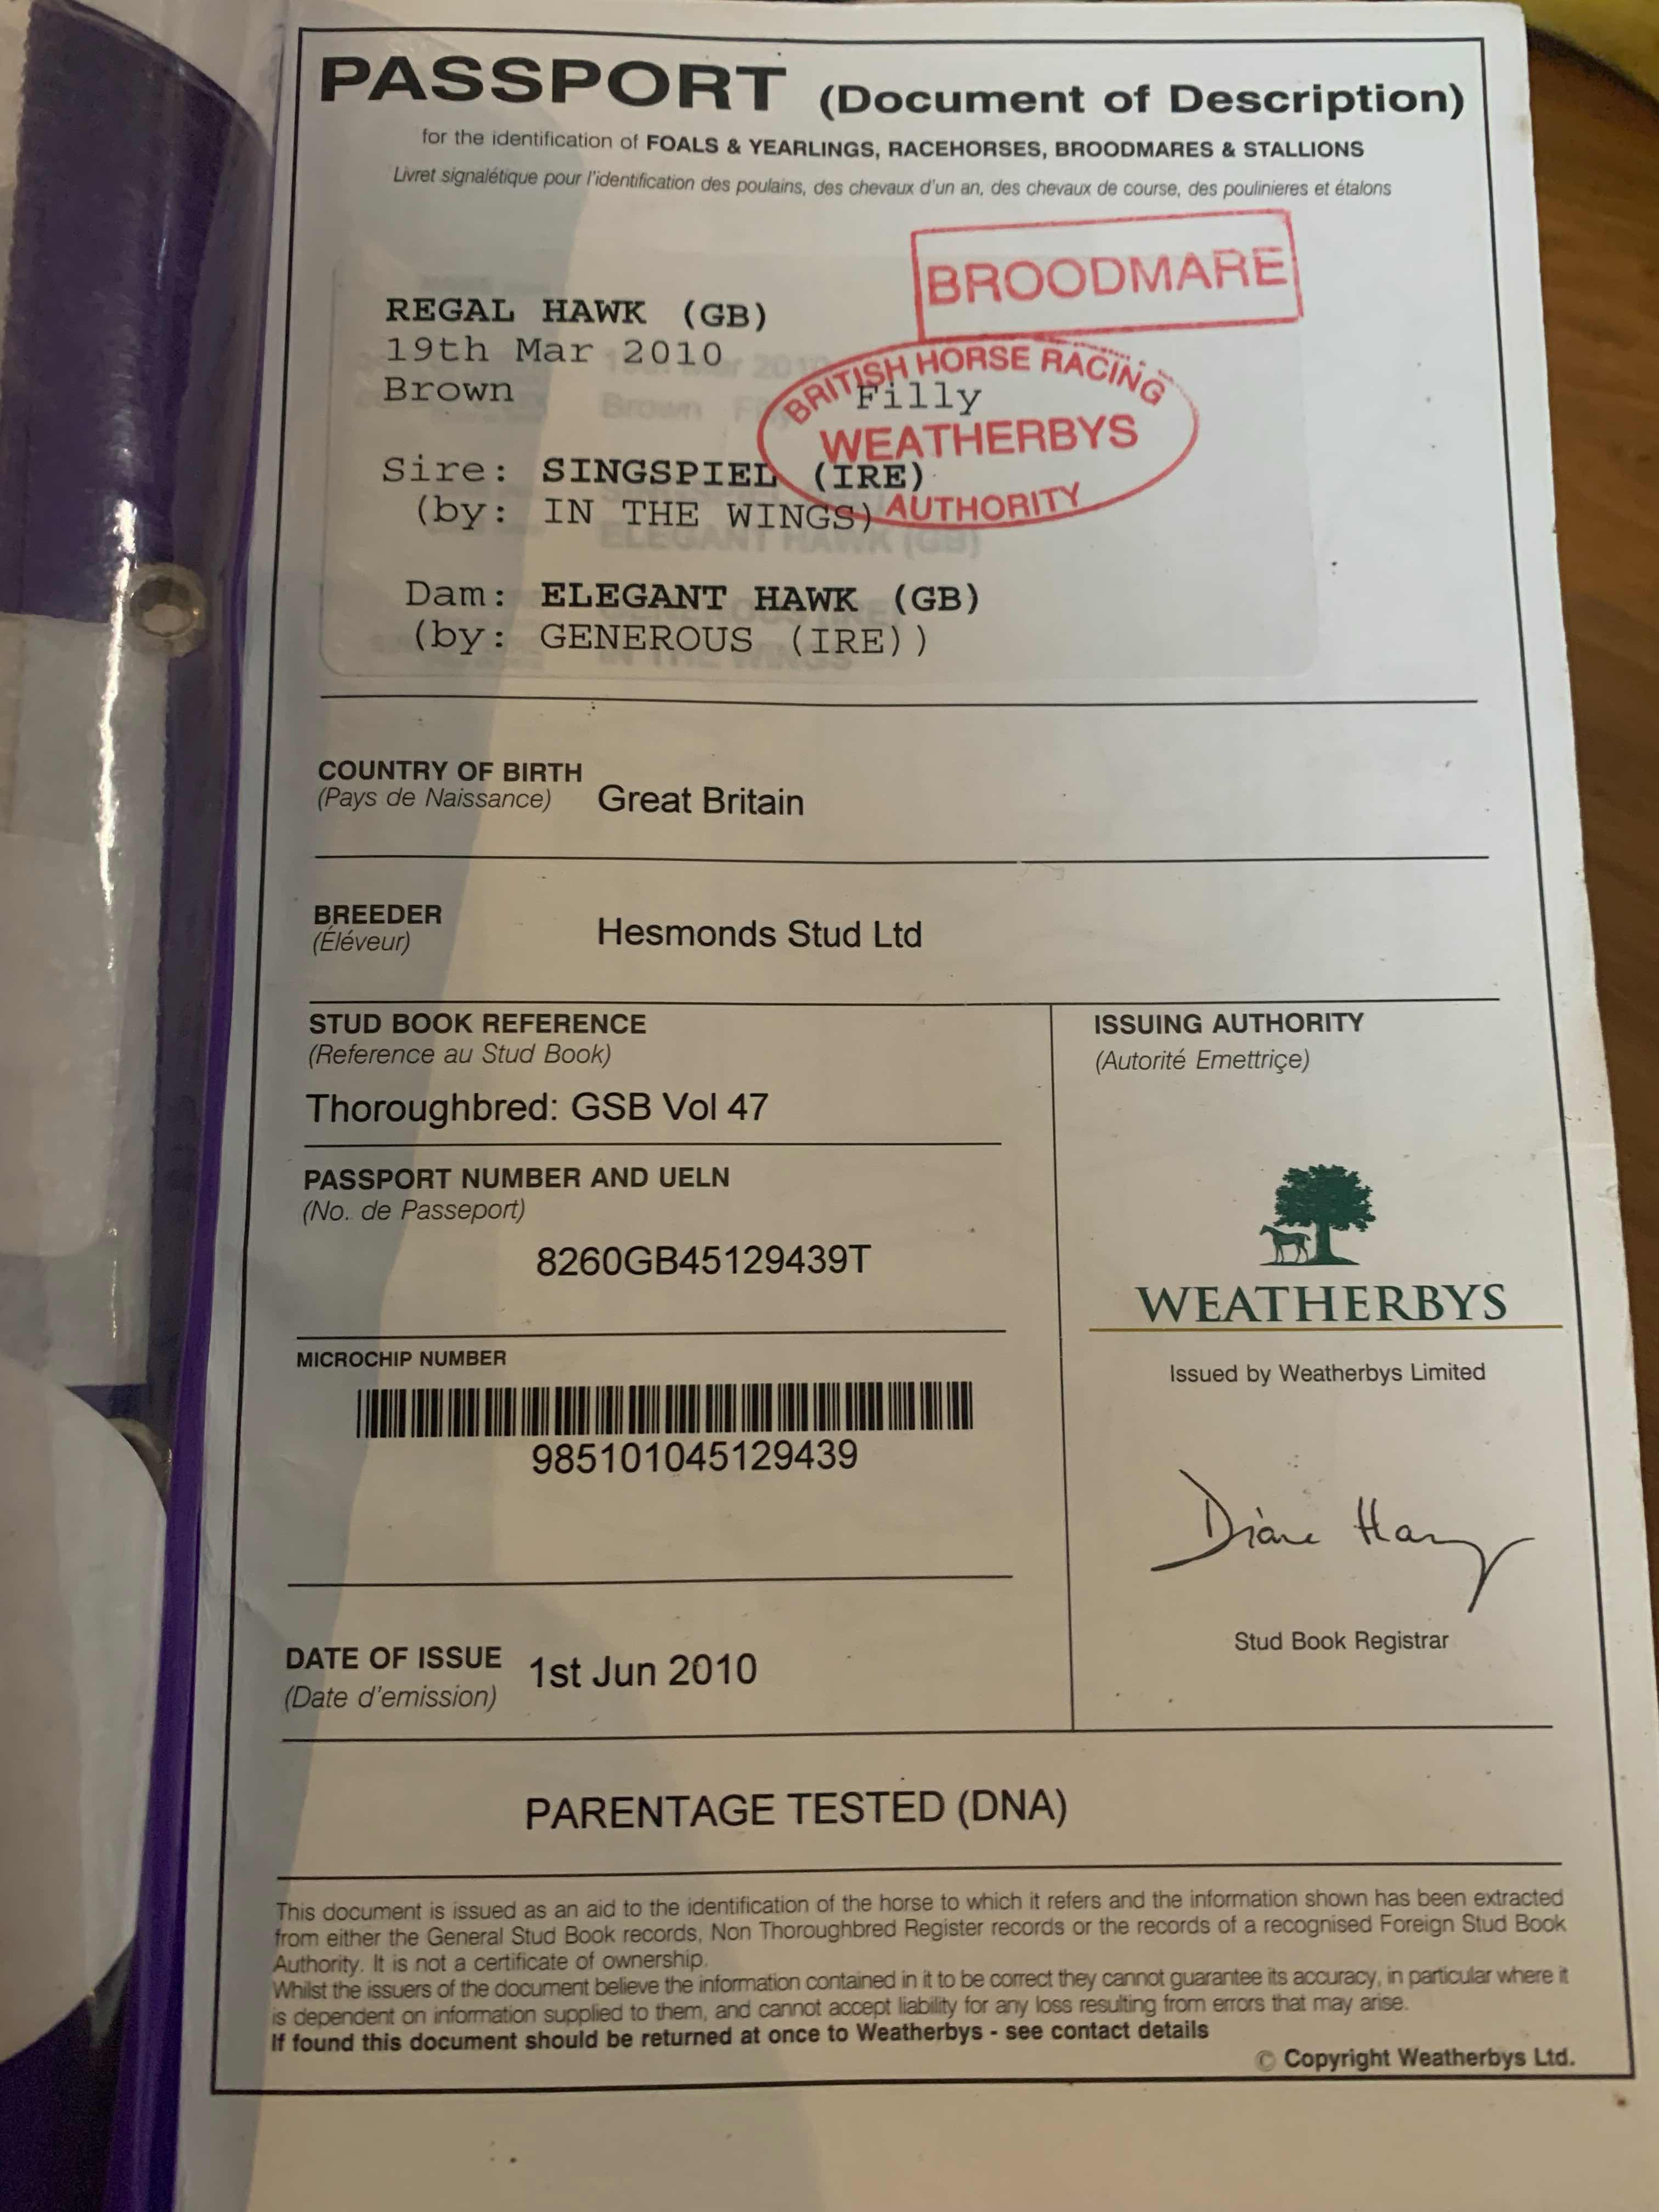 PASSPORT (Document of Description)
for the identification of FOALS & YEARLINGS, RACEHORSES, BROODMARES & STALLIONS
Livret signalétique pour l'identification des poulains, des chevaux d'un an, des chevaux de course, des poulinieres et étalons
BROODMARE
REGAL HAWK (GB)
19th Mar 2010
Brown Filly
BRITISH HORSE RACING
WEATHERBYS
AUTHORITY
Sire: SINGSPIEL (IRE)
(by: IN THE WINGS)
Dam: ELEGANT HAWK (GB)
(by: GENEROUS (IRE))
COUNTRY OF BIRTH
(Pays de Naissance) Great Britain
BREEDER
(Éléveur) Hesmonds Stud Ltd
STUD BOOK REFERENCE
(Reference au Stud Book)
Thoroughbred: GSB Vol 47
PASSPORT NUMBER AND UELN
(No. de Passeport)
8260GB45129439T
MICROCHIP NUMBER
985101045129439
DATE OF ISSUE 1st Jun 2010
(Date d'emission)
ISSUING AUTHORITY
(Autorité Emettriçe)
WEATHERBYS
Issued by Weatherbys Limited
Diane
Stud Book Registrar
PARENTAGE TESTED (DNA)
This document is issued as an aid to the identification of the horse to which it refers and the information shown has been extracted
from either the General Stud Book records, Non Thoroughbred Register records or the records of a recognised Foreign Stud Book
Authority. It is not a certificate of ownership.
Whilst the issuers of the document believe the information contained in it to be correct they cannot guarantee its accuracy, in particular where it
is dependent on information supplied to them, and cannot accept liability for any loss resulting from errors that may arise.
If found this document should be returned at once to Weatherbys - see contact details
© Copyright Weatherbys Ltd.